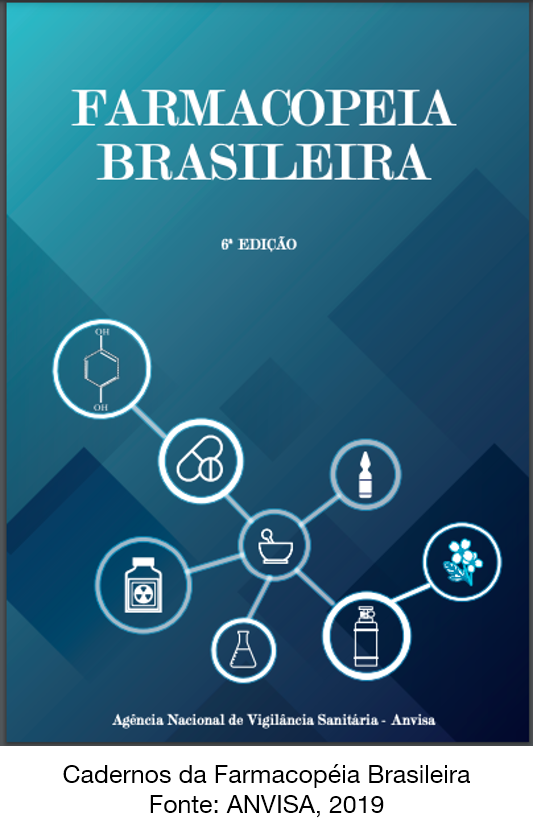 FARMACOPEIA
BRASILEIRA
6ª EDIÇÃO
OH
OH
Agência Nacional de Vigilância Sanitária - Anvisa
Cadernos da Farmacopéia Brasileira
Fonte: ANVISA, 2019